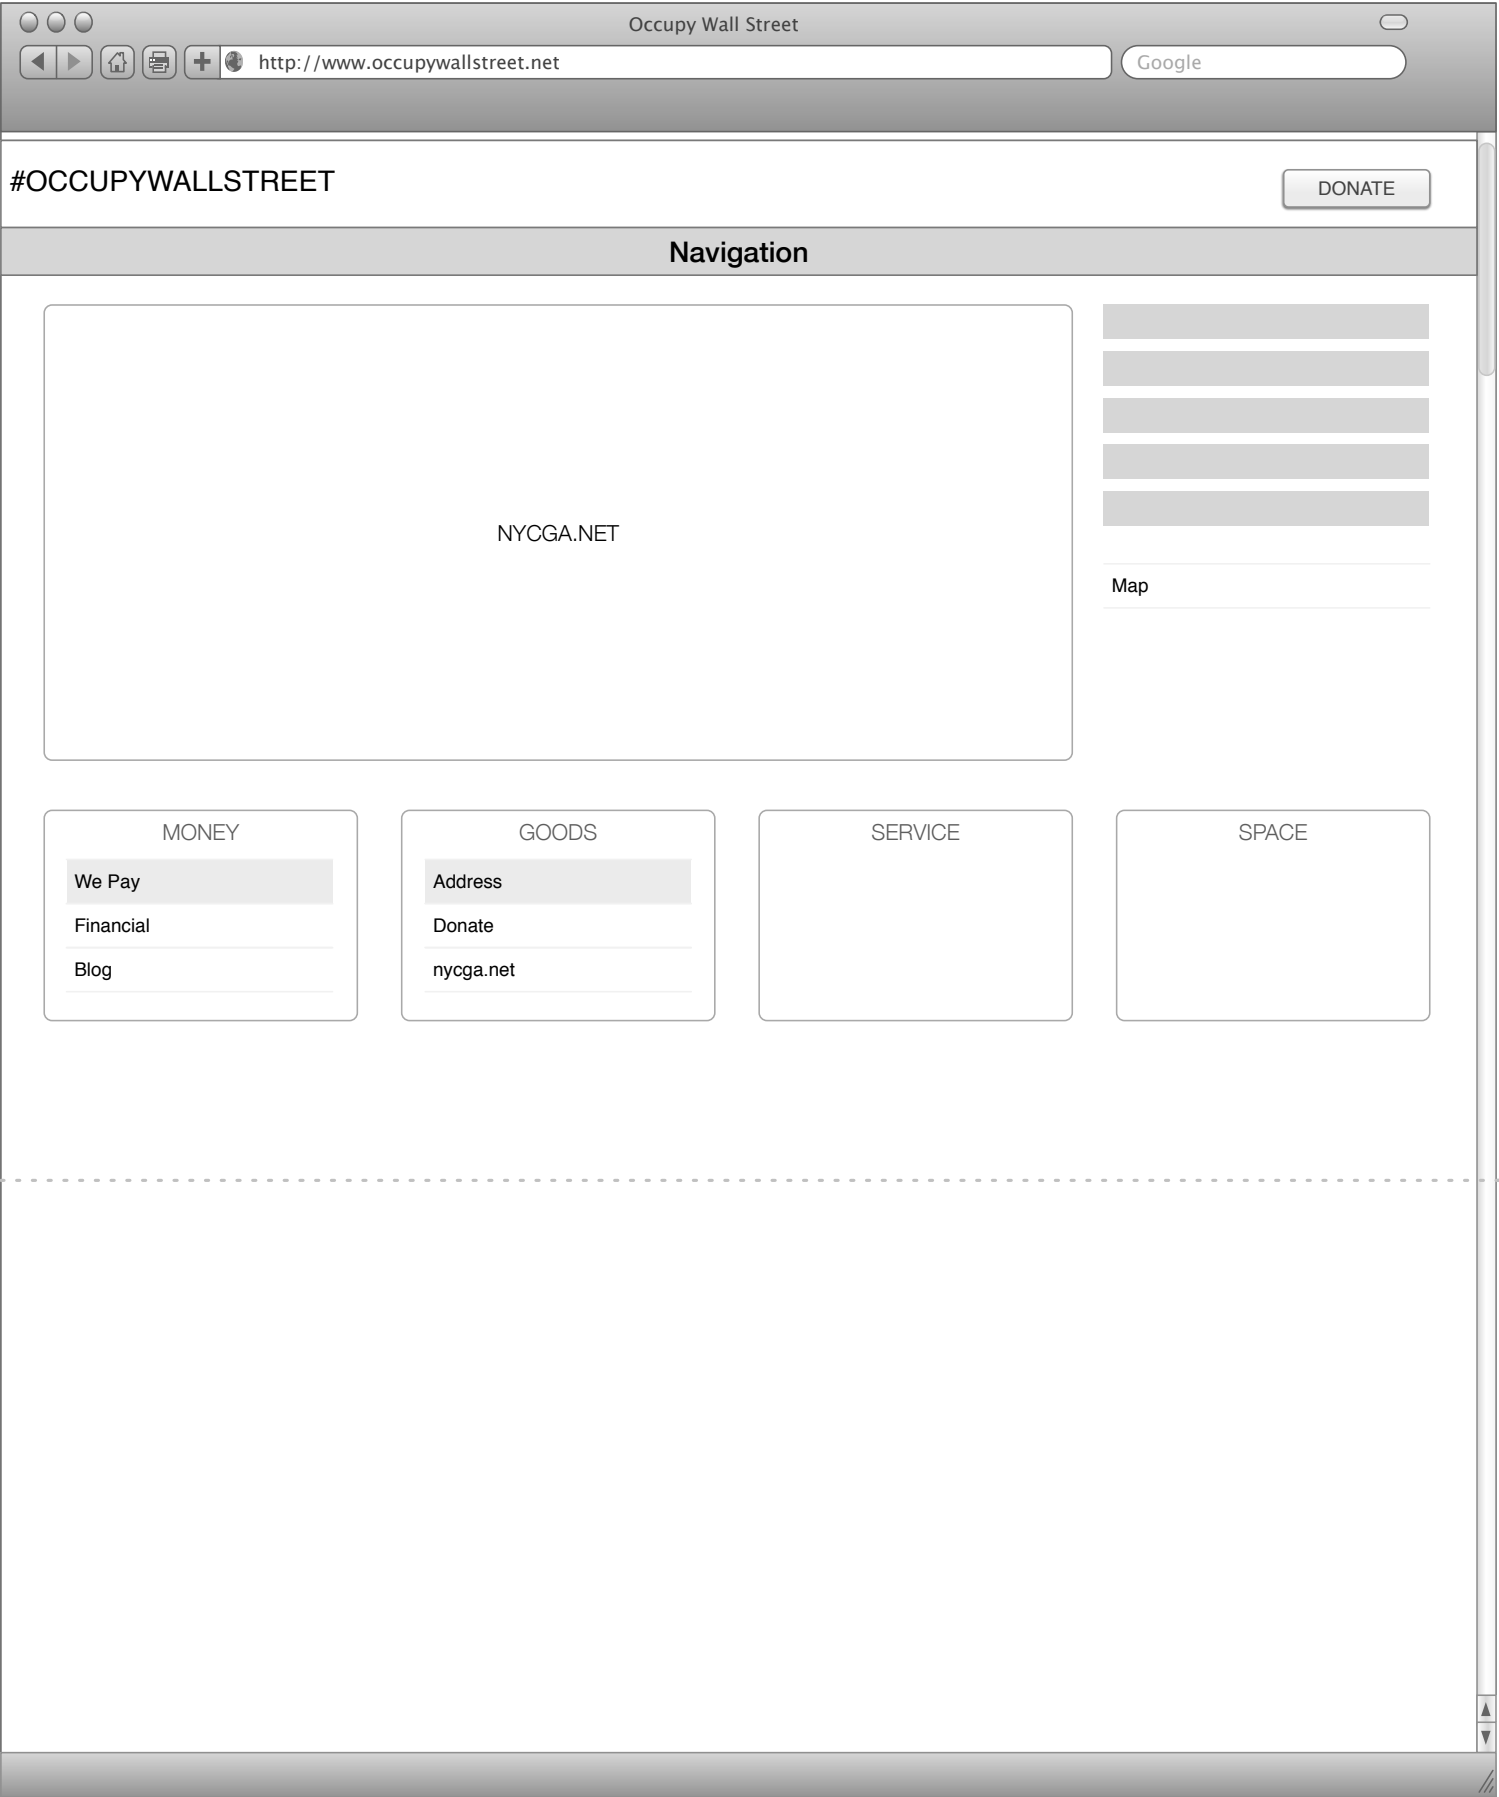 Occupy Wall Street
http://www.occupywallstreet.net
Google
#OCCUPYWALLSTREET
DONATE
Navigation
NYCGA.NET
Map
MONEY
We Pay
Financial
Blog
GOODS
Address
Donate
nycga.net
SERVICE
SPACE